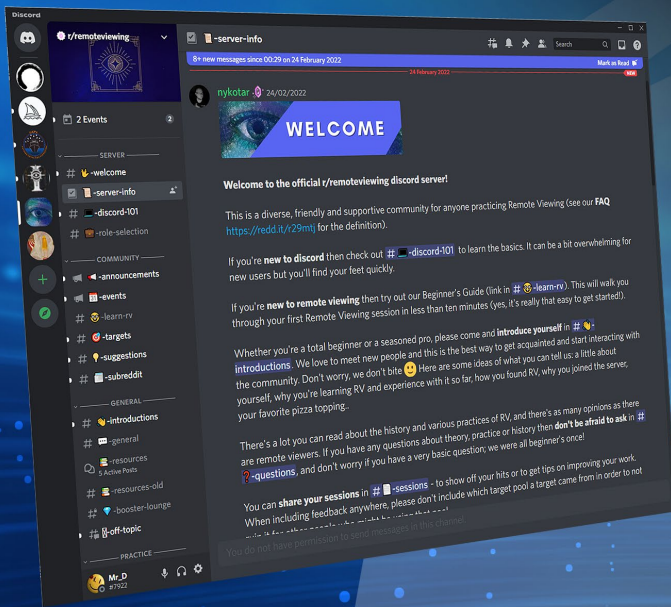 Discord
r/remoteviewing
-server-info
Search
8+ new messages since 00:29 on 24 February 2022
Mark as Read
24 February 2022
NEW
2 Events
2
SERVER
# -welcome
-server-info
# -discord-101
# -role-selection
COMMUNITY
-announcements
-events
# -learn-rv
# -targets
# -suggestions
# -subreddit
GENERAL
# -introductions
# -general
-resources
5 Active Posts
# -resources-old
# -booster-lounge
-off-topic
PRACTICE
Mr_D
#7922
nykotar 24/02/2022
WELCOME
Welcome to the official r/remoteviewing discord server!
This is a diverse, friendly and supportive community for anyone practicing Remote Viewing (see our FAQ
https://redd.it/r29mtj for the definition).
If you're new to discord then check out # -discord-101 to learn the basics. It can be a bit overwhelming for
new users but you'll find your feet quickly.
If you're new to remote viewing then try out our Beginner's Guide (link in # -learn-rv). This will walk you
through your first Remote Viewing session in less than ten minutes (yes, it's really that easy to get started!).
Whether you're a total beginner or a seasoned pro, please come and introduce yourself in # -
introductions. We love to meet new people and this is the best way to get acquainted and start interacting with
the community. Don't worry, we don't bite 🙂 Here are some ideas of what you can tell us: a little about
yourself, why you're learning RV and experience with it so far, how you found RV, why you joined the server,
your favorite pizza topping..
There's a lot you can read about the history and various practices of RV, and there's as many opinions as there
are remote viewers. If you have any questions about theory, practice or history then don't be afraid to ask in #
❓-questions, and don't worry if you have a very basic question; we were all beginner's once!
You can share your sessions in # -sessions - to show off your hits or to get tips on improving your work.
When including feedback anywhere, please don't include which target pool a target came from in order to not
You do not have permission to send messages in this channel.